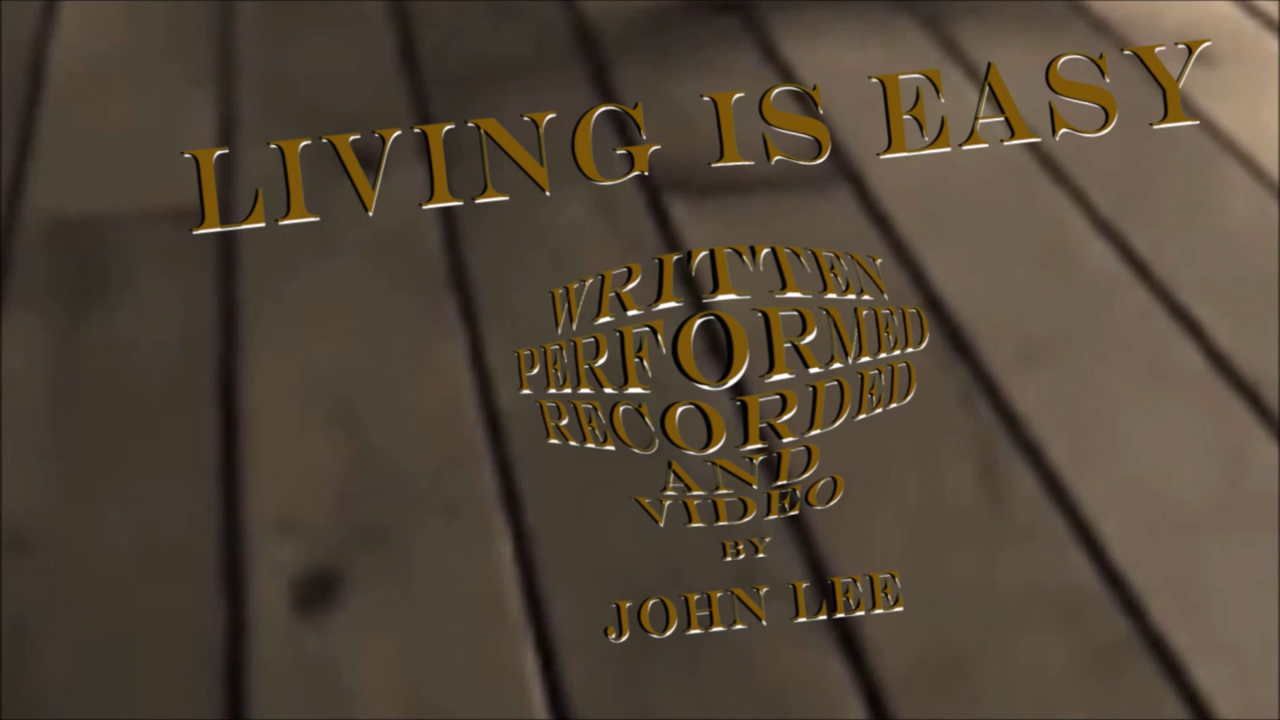 LIVING IS EASY
WRITTEN
PERFORMED
RECORDED
AND
VIDEO
BY
JOHN LEE